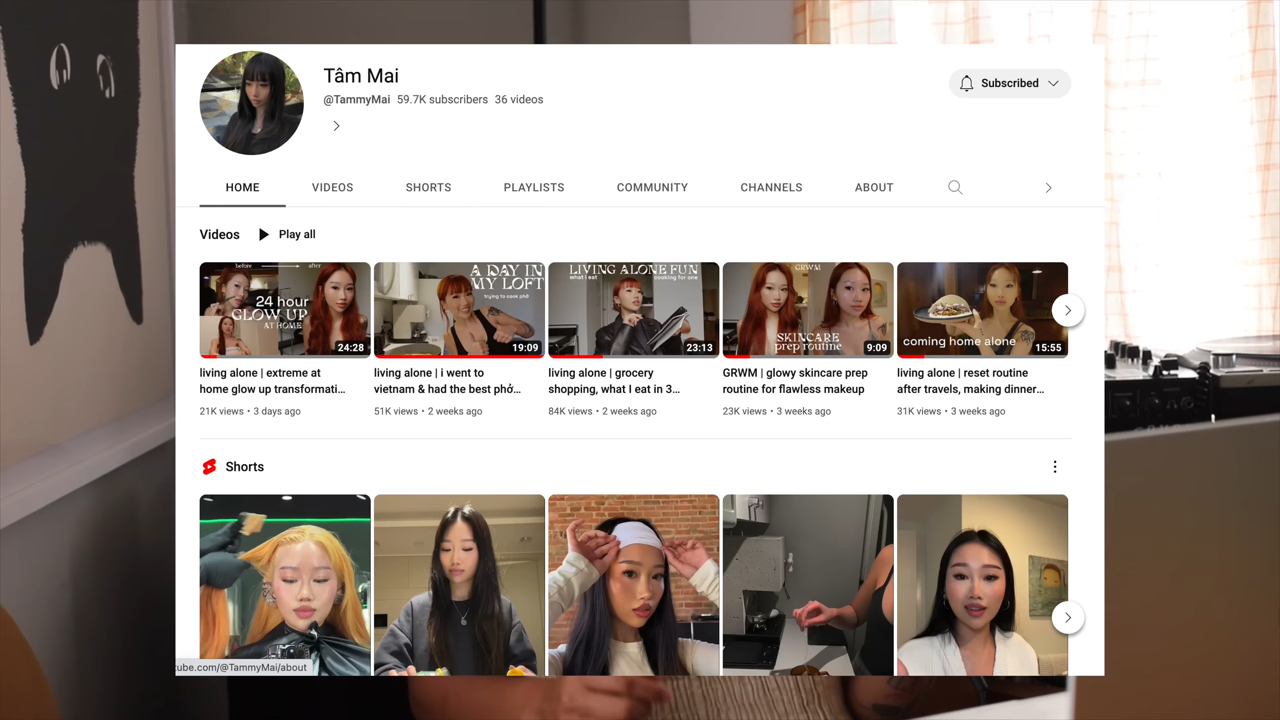 Tâm Mai
@TammyMai 59.7K subscribers 36 videos
Subscribed
HOME VIDEOS SHORTS PLAYLISTS COMMUNITY CHANNELS ABOUT
Videos Play all
before after
24 hour
GLOW UP
AT HOME
24:28
A DAY IN
MY LOFT
trying to cook phở
19:09
LIVING ALONE FUN
what I eat cooking for one
23:13
GRWM
SKINCARE
prep routine
9:09
coming home alone
15:55
living alone | extreme at
home glow up transformati...
21K views • 3 days ago
living alone | i went to
vietnam & had the best phở...
51K views • 2 weeks ago
living alone | grocery
shopping, what I eat in 3...
84K views • 2 weeks ago
GRWM | glowy skincare prep
routine for flawless makeup
23K views • 3 weeks ago
living alone | reset routine
after travels, making dinner...
31K views • 3 weeks ago
Shorts
tube.com/@TammyMai/about